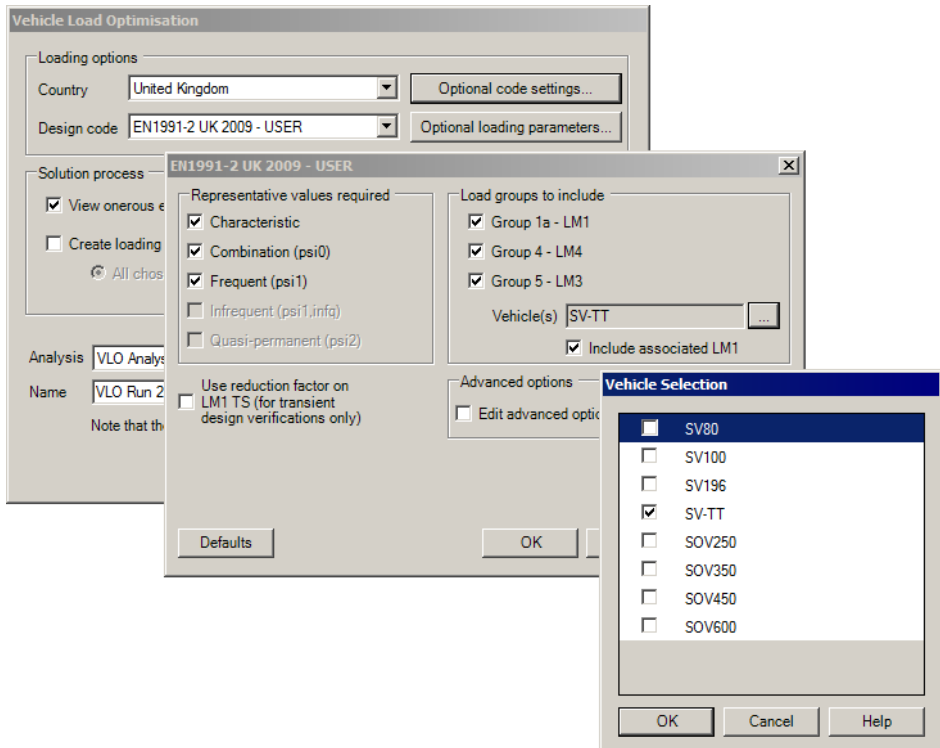 Vehicle Load Optimisation
Loading options
Country United Kingdom Optional code settings...
Design code EN1991-2 UK 2009 - USER Optional loading parameters...
Solution process
View onerous e
Create loading
All chos
Analysis VLO Analys
Name VLO Run 2
Note that th
EN1991-2 UK 2009 - USER
Representative values required
Characteristic
Combination (psi0)
Frequent (psi1)
Infrequent (psi1,infq)
Quasi-permanent (psi2)
Use reduction factor on
LM1 TS (for transient
design verifications only)
Load groups to include
Group 1a - LM1
Group 4 - LM4
Group 5 - LM3
Vehicle(s) SV-TT ...
Include associated LM1
Advanced options
Edit advanced optio
Defaults OK
Vehicle Selection
SV80
SV100
SV196
SV-TT
SOV250
SOV350
SOV450
SOV600
OK Cancel Help